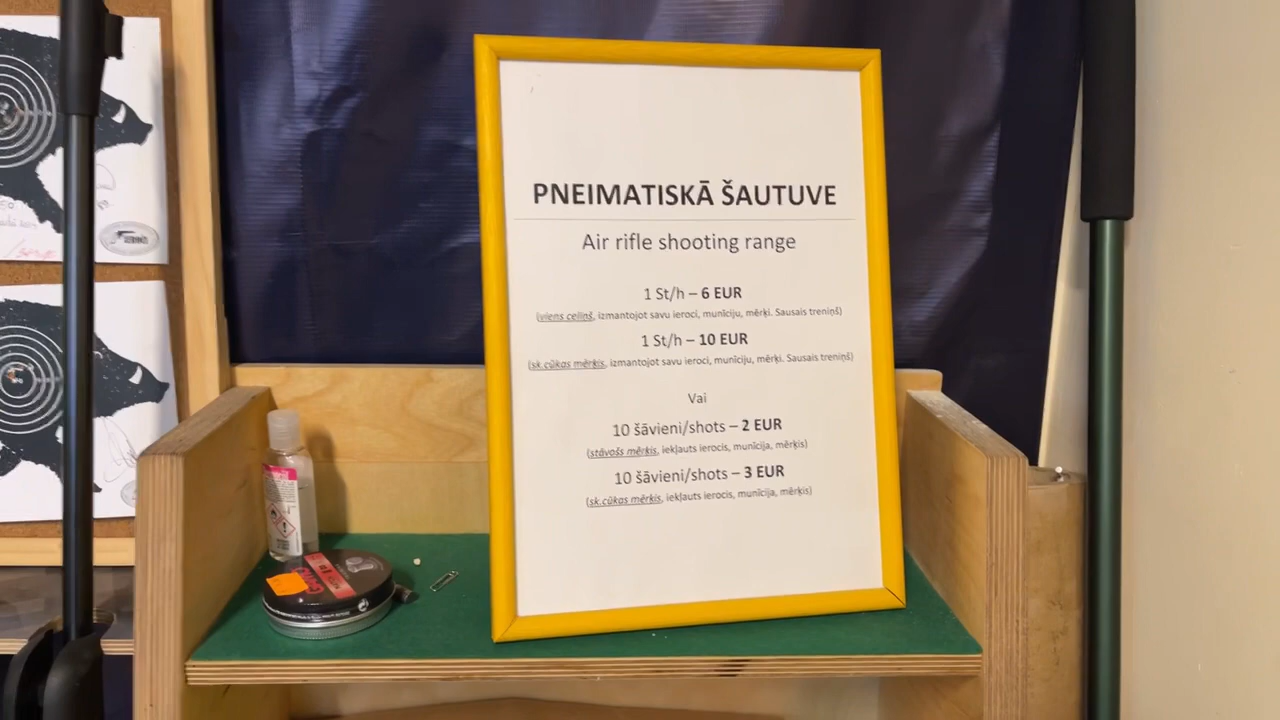 PNEIMATISKĀ ŠAUTUVE
Air rifle shooting range
1 St/h – 6 EUR
(viens celiņš, izmantojot savu ieroci, munīciju, mērķi. Sausais treniņš)
1 St/h – 10 EUR
(sk.cūkas mērķis, izmantojot savu ieroci, munīciju, mērķi. Sausais treniņš)
Vai
10 šāvieni/shots – 2 EUR
(stāvošs mērķis, iekļauts ierocis, munīcija, mērķis)
10 šāvieni/shots – 3 EUR
(sk.cūkas mērķis, iekļauts ierocis, munīcija, mērķis)